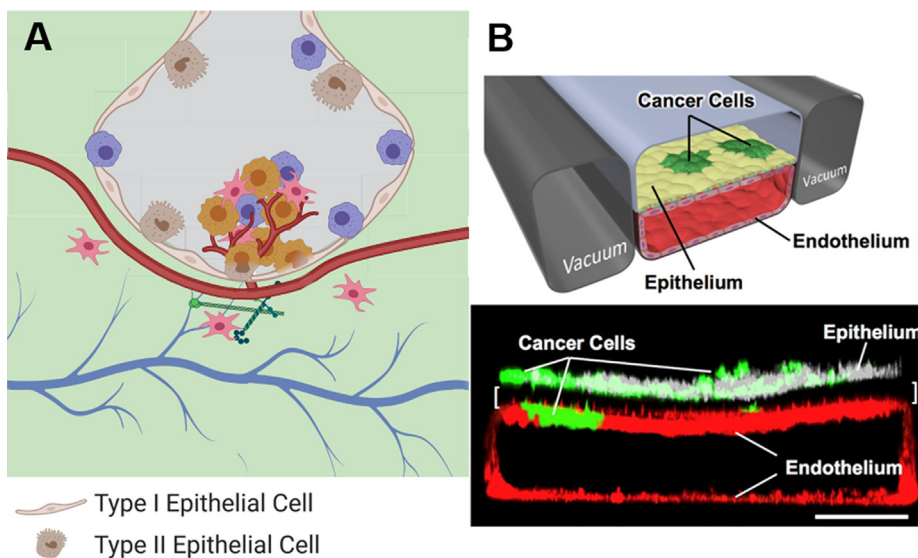 A
Type I Epithelial Cell
Type II Epithelial Cell
B
Cancer Cells
Vacuum
Vacuum
Endothelium
Epithelium
Cancer Cells
Epithelium
[ ]
Endothelium